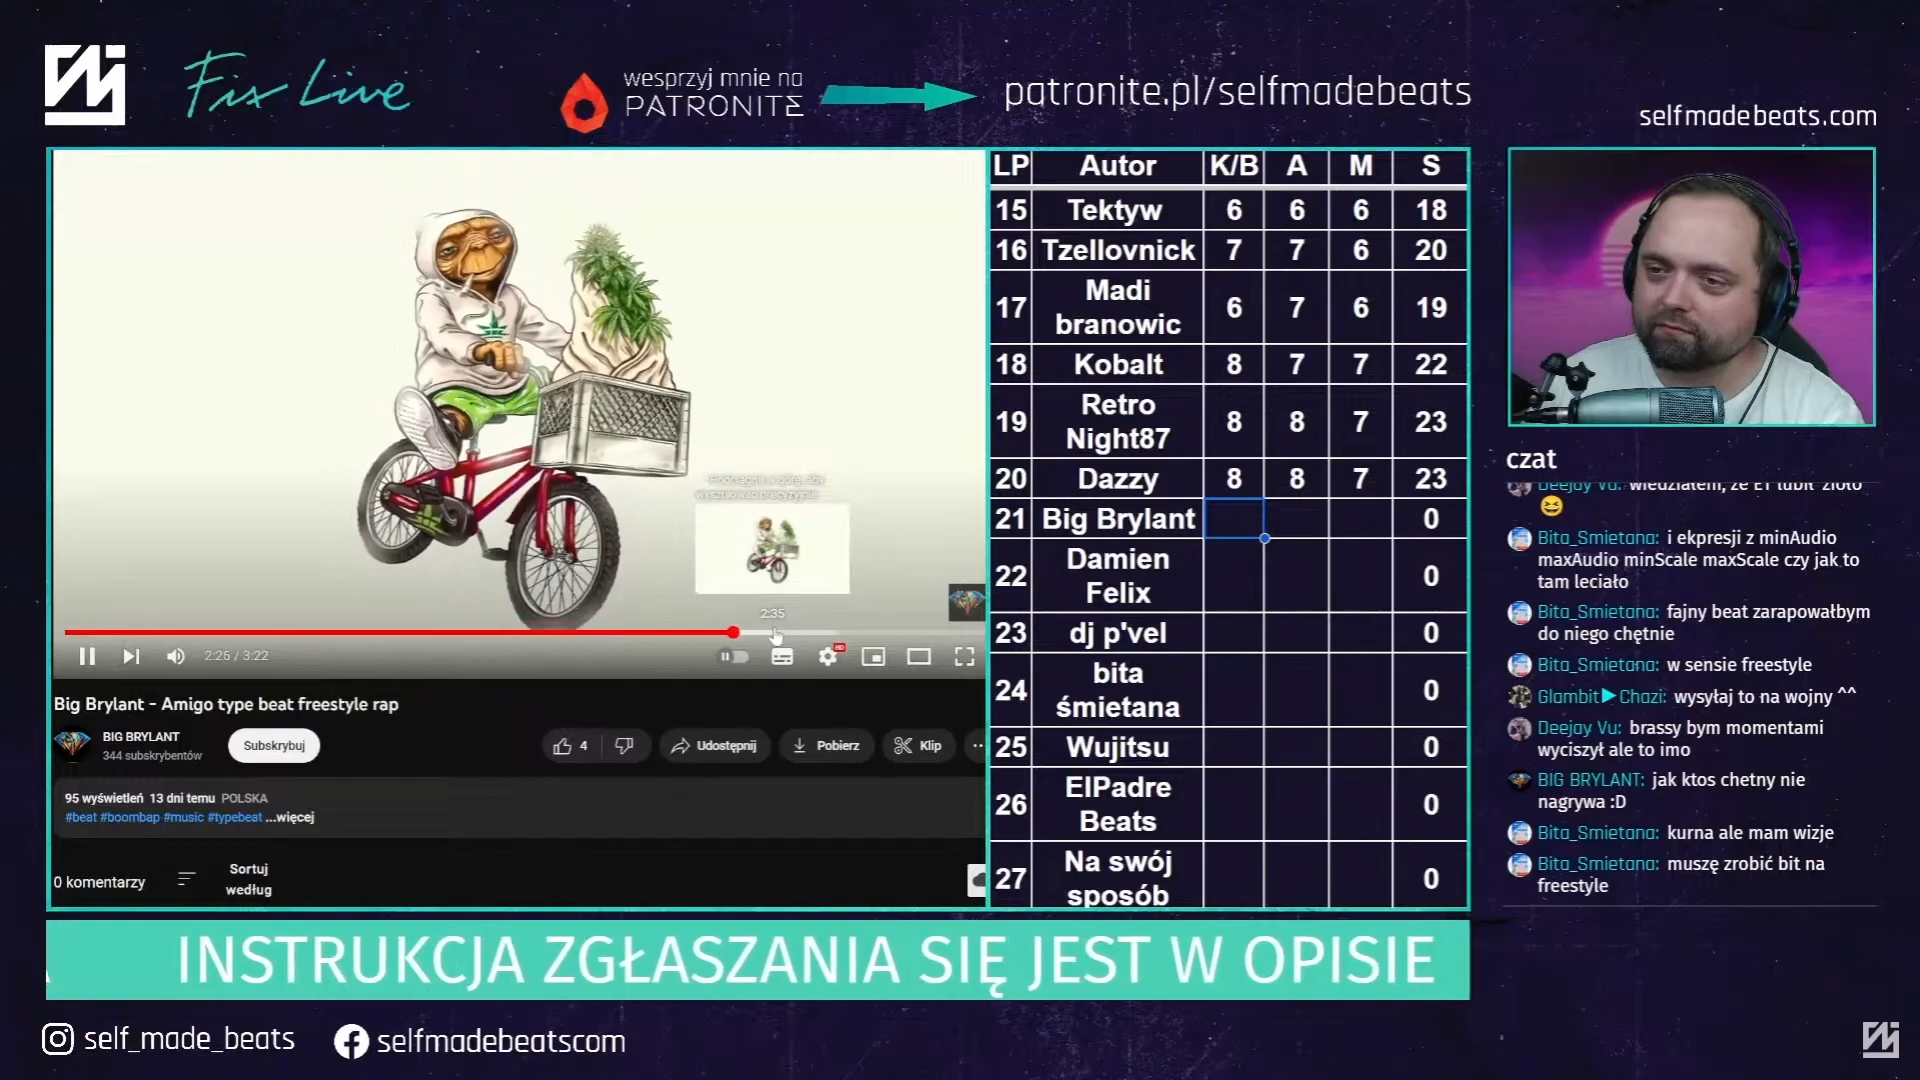 Fix Live
wesprzyj mnie na
PATRONITE
patronite.pl/selfmadebeats
selfmadebeats.com
2:35
2:26 / 3:22
HD
Big Brylant - Amigo type beat freestyle rap
BIG BRYLANT
344 subskrybentów
Subskrybuj
4
Udostępnij
Pobierz
Klip
95 wyświetleń 13 dni temu POLSKA
#beat #boombap #music #typebeat ...więcej
0 komentarzy
Sortuj
według
LP Autor K/B A M S
15 Tektyw 6 6 6 18
16 Tzellovnick 7 7 6 20
17 Madi
branowic 6 7 6 19
18 Kobalt 8 7 7 22
19 Retro
Night87 8 8 7 23
20 Dazzy 8 8 7 23
21 Big Brylant 0
22 Damien
Felix 0
23 dj p'vel 0
24 bita
śmietana 0
25 Wujitsu 0
26 ElPadre
Beats 0
27 Na swój
sposób 0
czat
Deejay Vu: wiedziałem, że ET lubit zioło
Bita_Smietana: i ekpresji z minAudio
maxAudio minScale maxScale czy jak to
tam leciało
Bita_Smietana: fajny beat zarapowałbym
do niego chętnie
Bita_Smietana: w sensie freestyle
Glambit▶Chazi: wysyłaj to na wojny ^^
Deejay Vu: brassy bym momentami
wyciszył ale to imo
BIG BRYLANT: jak ktos chetny nie
nagrywa :D
Bita_Smietana: kurna ale mam wizje
Bita_Smietana: muszę zrobić bit na
freestyle
INSTRUKCJA ZGŁASZANIA SIĘ JEST W OPISIE
self_made_beats
selfmadebeatscom